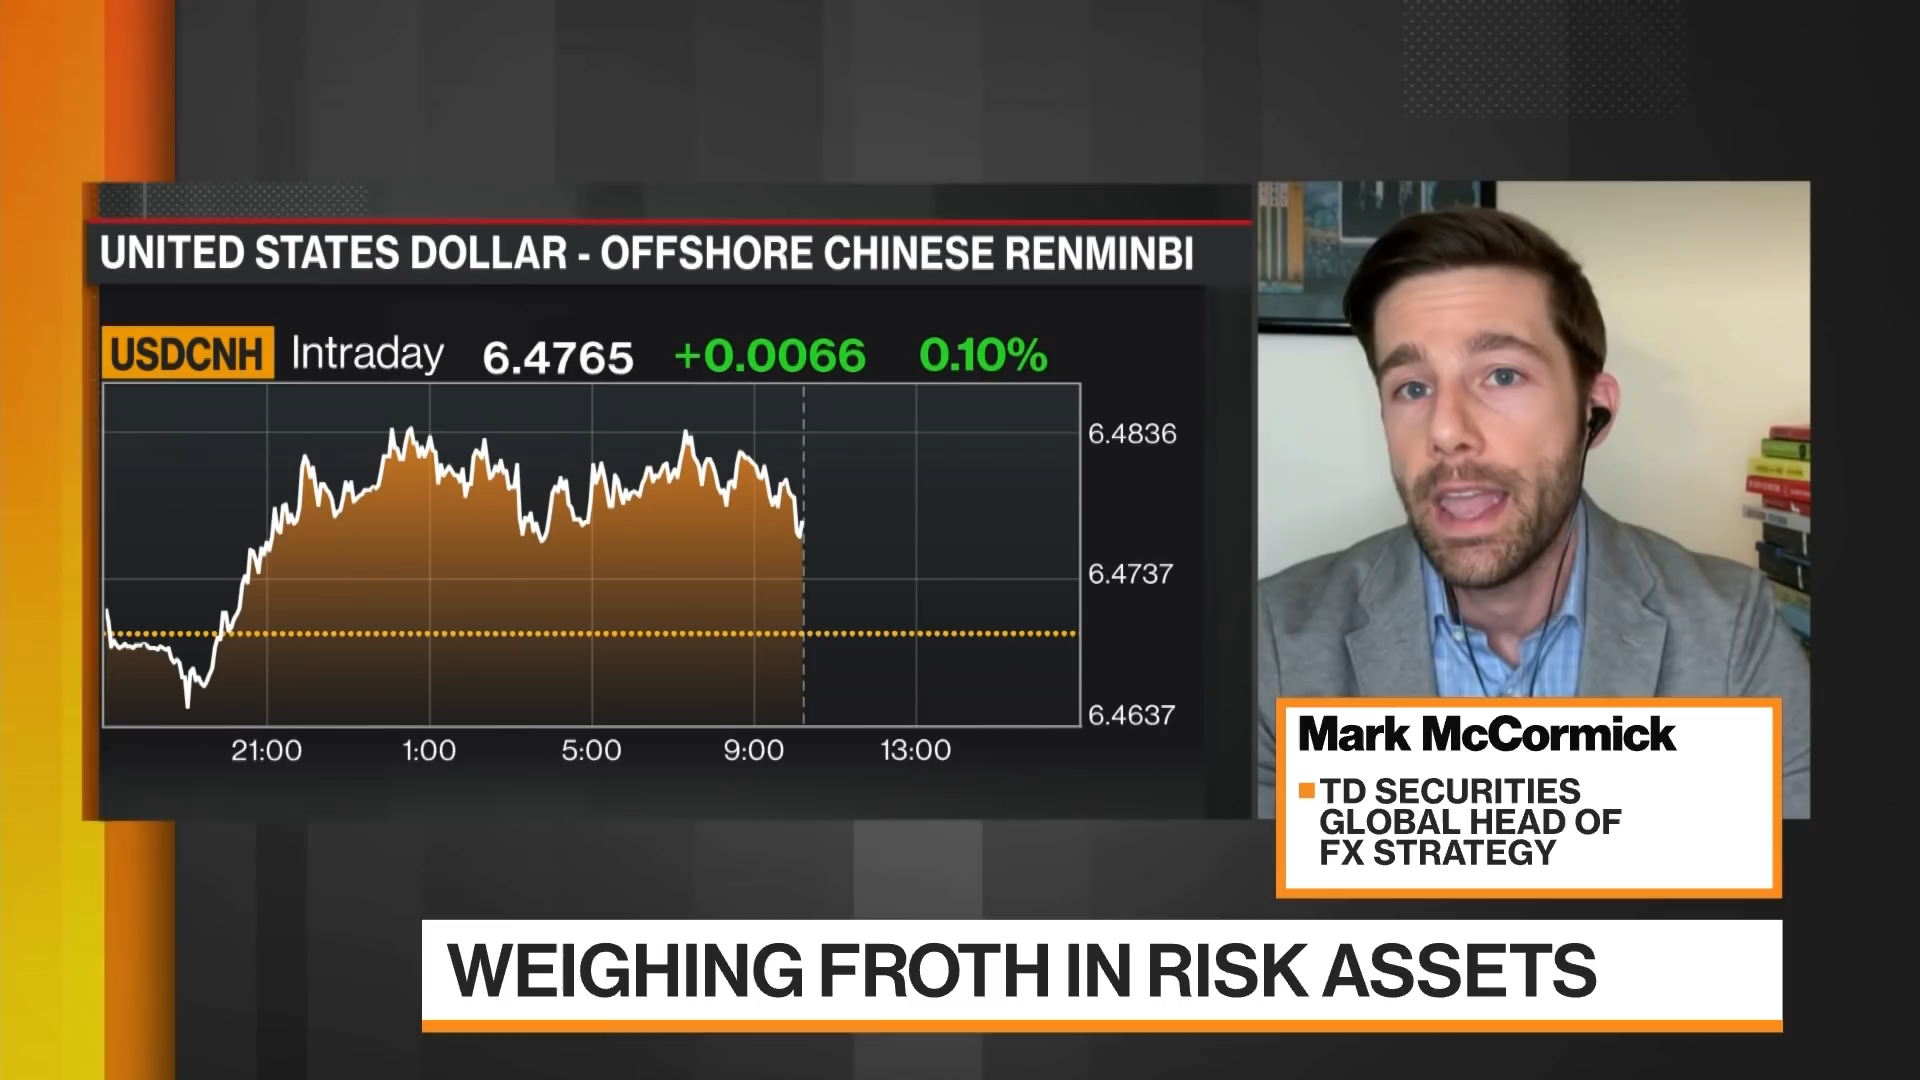 UNITED STATES DOLLAR - OFFSHORE CHINESE RENMINBI
USDCNH Intraday 6.4765 +0.0066 0.10%
6.4836
6.4737
6.4637
21:00 1:00 5:00 9:00 13:00
Mark McCormick
TD SECURITIES
GLOBAL HEAD OF
FX STRATEGY
WEIGHING FROTH IN RISK ASSETS